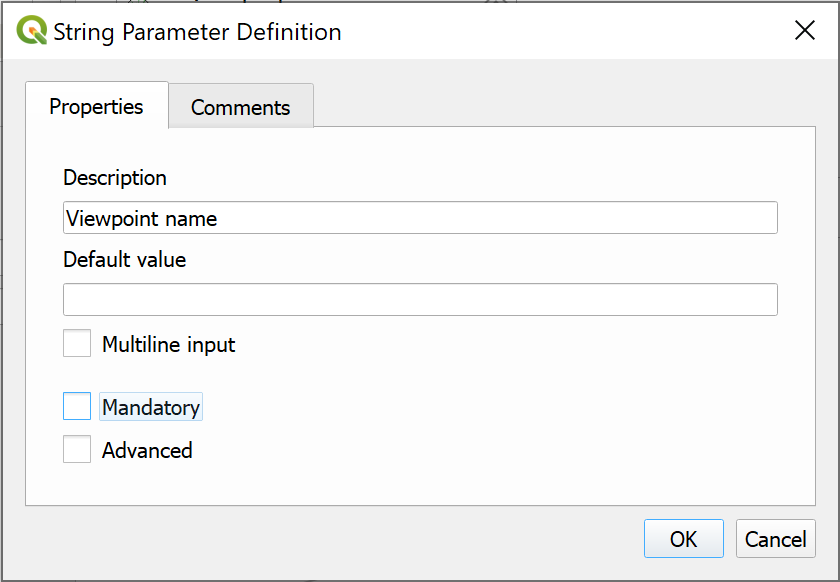 String Parameter Definition
Properties
Comments
Description
Viewpoint name
Default value
Multiline input
Mandatory
Advanced
OK
Cancel